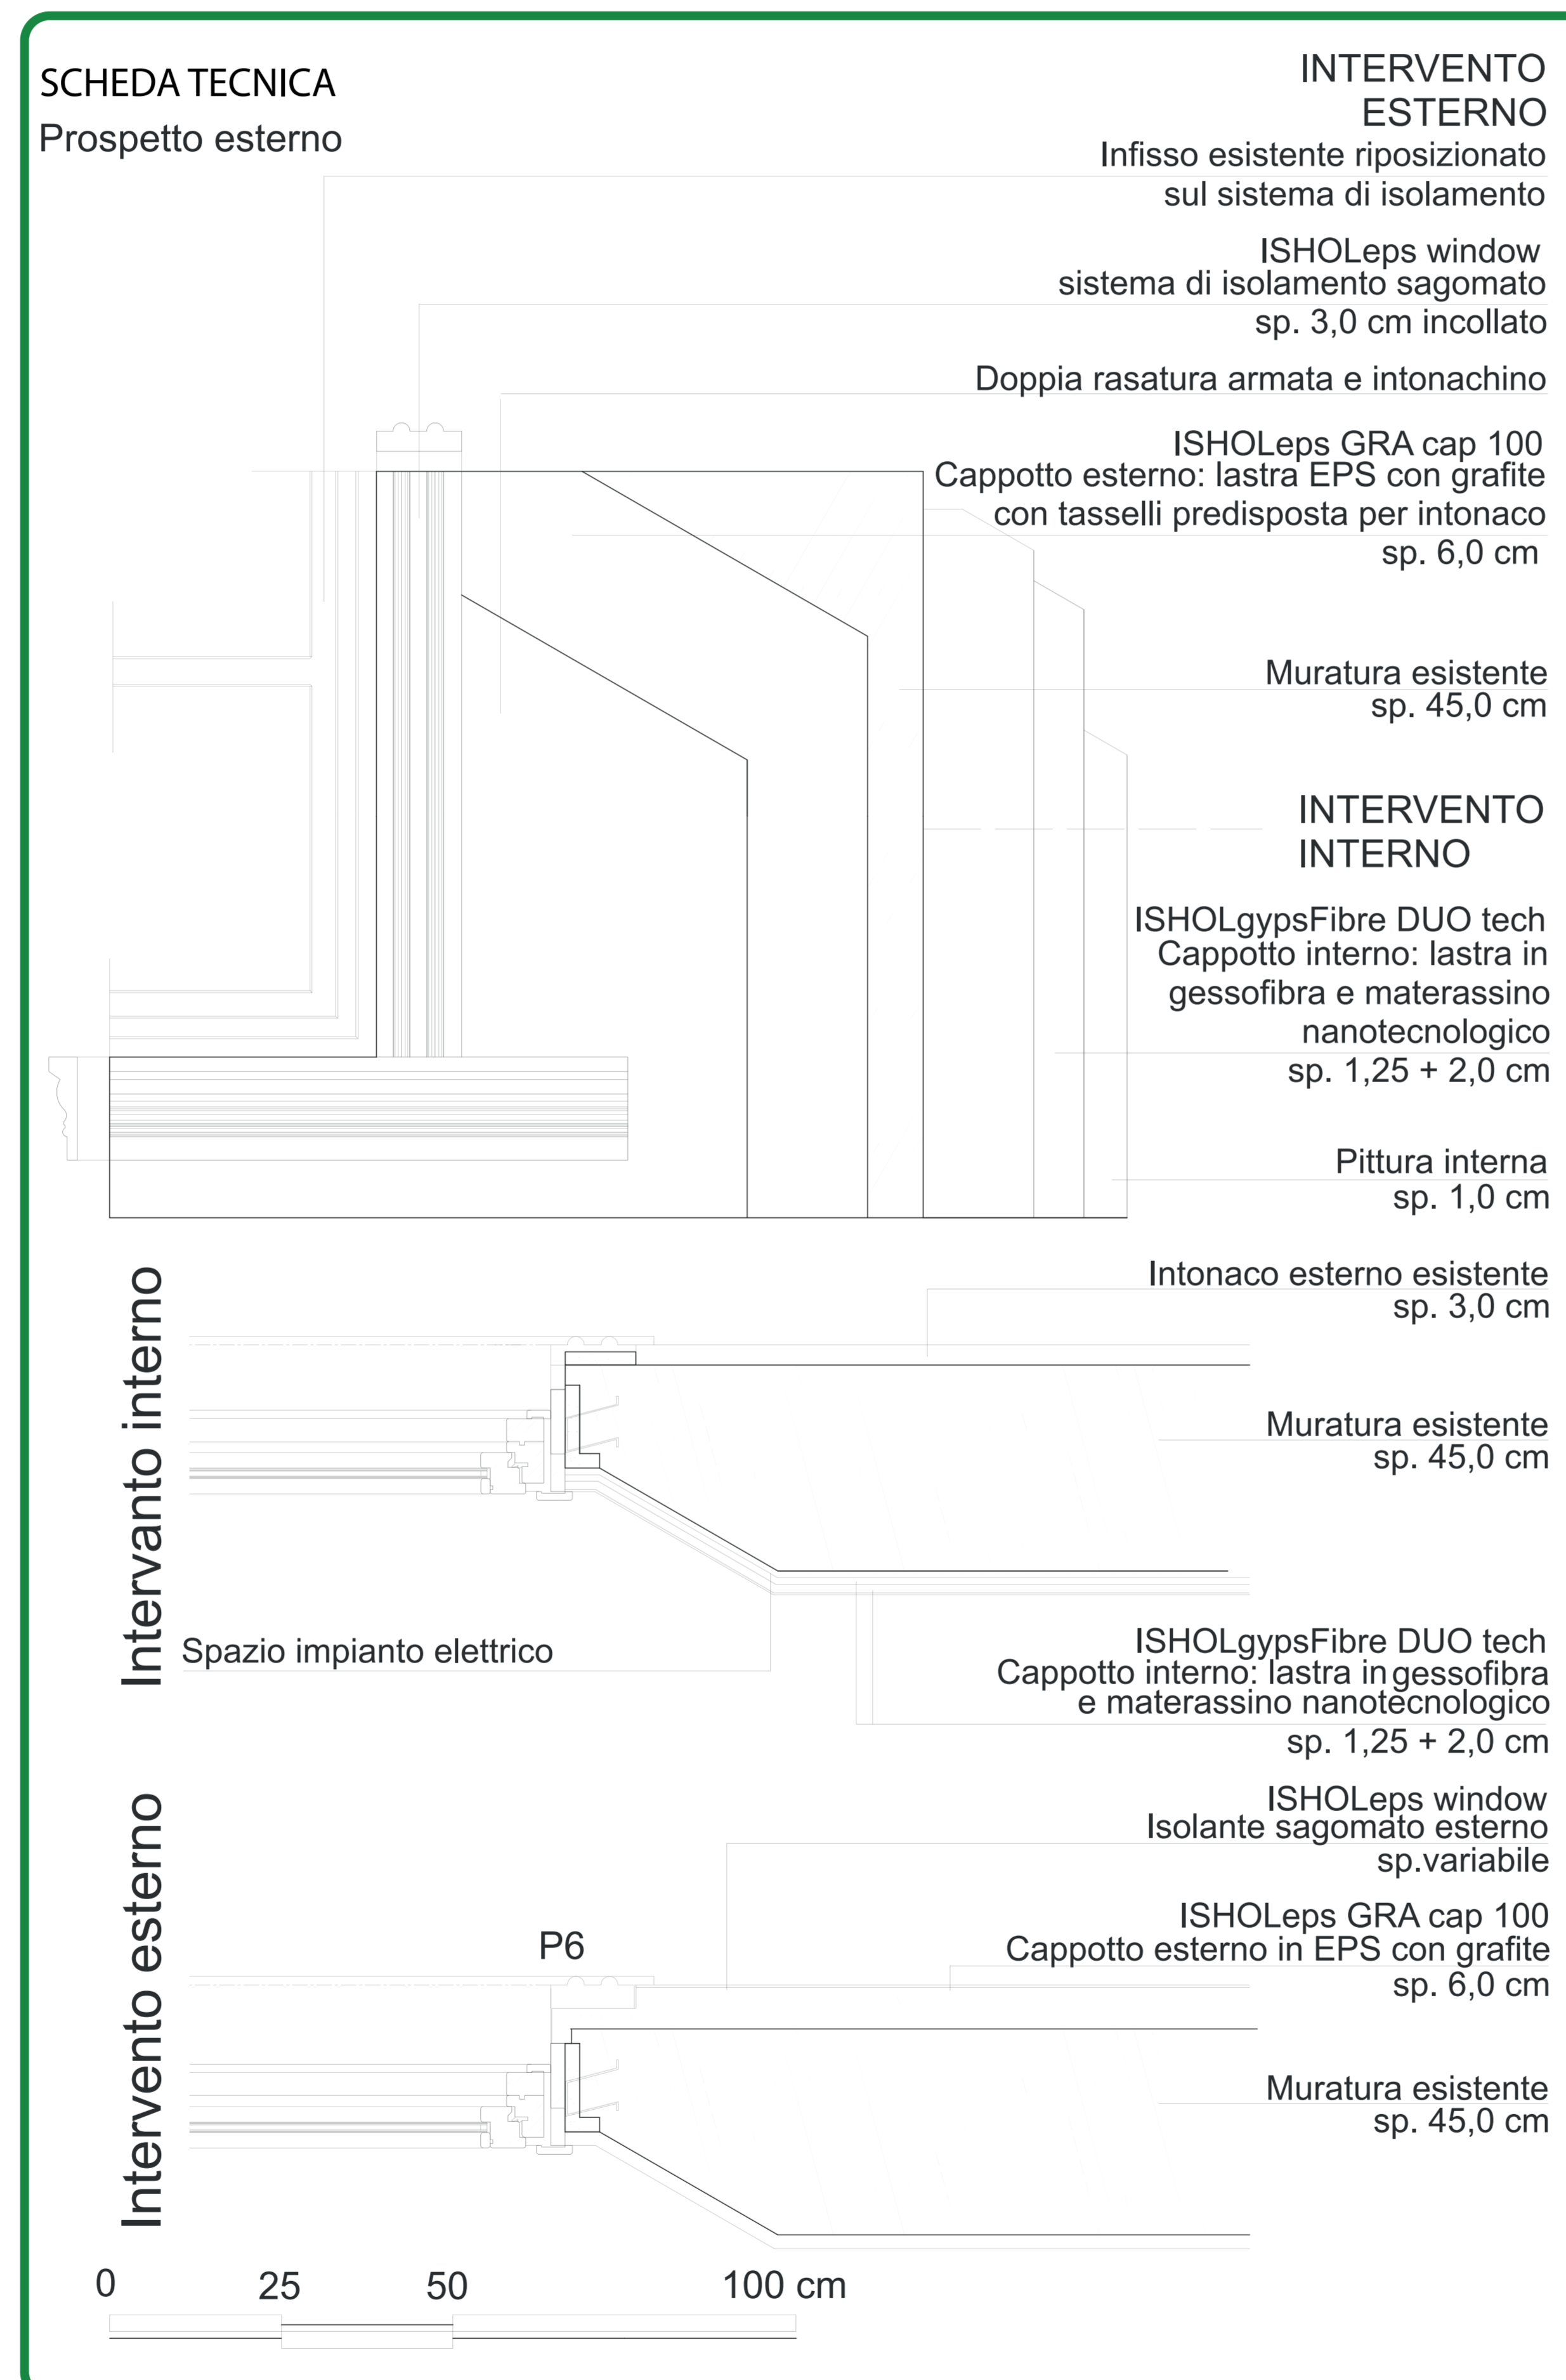 SCHEDA TECNICA
Prospetto esterno
INTERVENTO
ESTERNO
Infisso esistente riposizionato
sul sistema di isolamento
ISHOLeps window
sistema di isolamento sagomato
sp. 3,0 cm incollato
Doppia rasatura armata e intonachino
ISHOLeps GRA cap 100
Cappotto esterno: lastra EPS con grafite
con tasselli predisposta per intonaco
sp. 6,0 cm
Muratura esistente
sp. 45,0 cm
INTERVENTO
INTERNO
ISHOLgypsFibre DUO tech
Cappotto interno: lastra in
gessofibra e materassino
nanotecnologico
sp. 1,25 + 2,0 cm
Pittura interna
sp. 1,0 cm
Intervanto interno
Intonaco esterno esistente
sp. 3,0 cm
Muratura esistente
sp. 45,0 cm
Spazio impianto elettrico
ISHOLgypsFibre DUO tech
Cappotto interno: lastra in gessofibra
e materassino nanotecnologico
sp. 1,25 + 2,0 cm
Intervento esterno
ISHOLeps window
Isolante sagomato esterno
sp.variabile
P6
ISHOLeps GRA cap 100
Cappotto esterno in EPS con grafite
sp. 6,0 cm
Muratura esistente
sp. 45,0 cm
0 25 50 100 cm